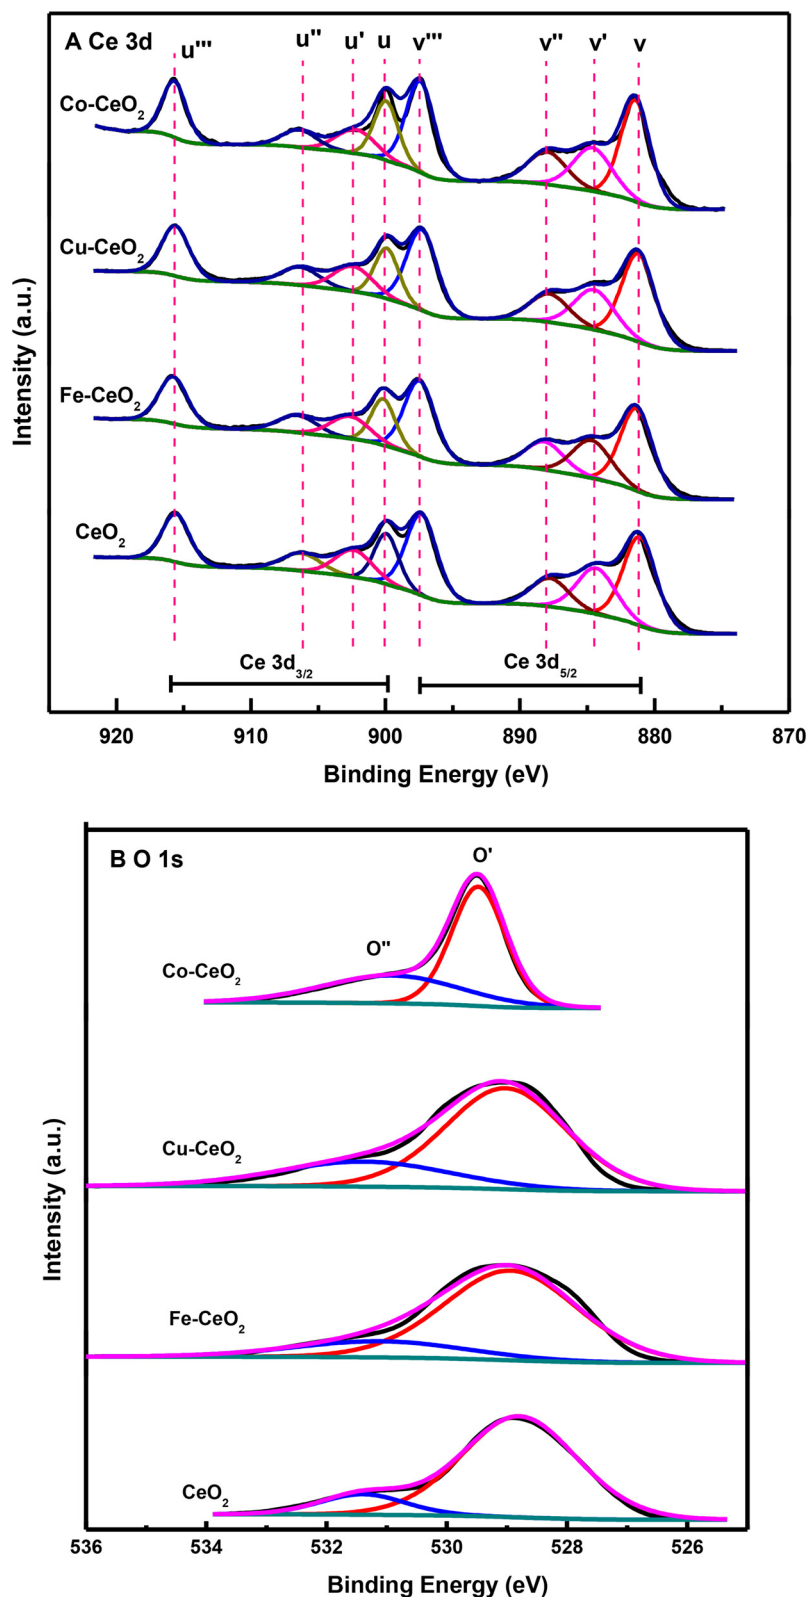 A Ce 3d
u''' u'' u' u v''' v'' v' v
Co-CeO₂
Cu-CeO₂
Fe-CeO₂
CeO₂
Ce 3d₃/₂ Ce 3d₅/₂
Intensity (a.u.)
920 910 900 890 880 870
Binding Energy (eV)
B O 1s
O'
O''
Co-CeO₂
Cu-CeO₂
Fe-CeO₂
CeO₂
Intensity (a.u.)
536 534 532 530 528 526
Binding Energy (eV)